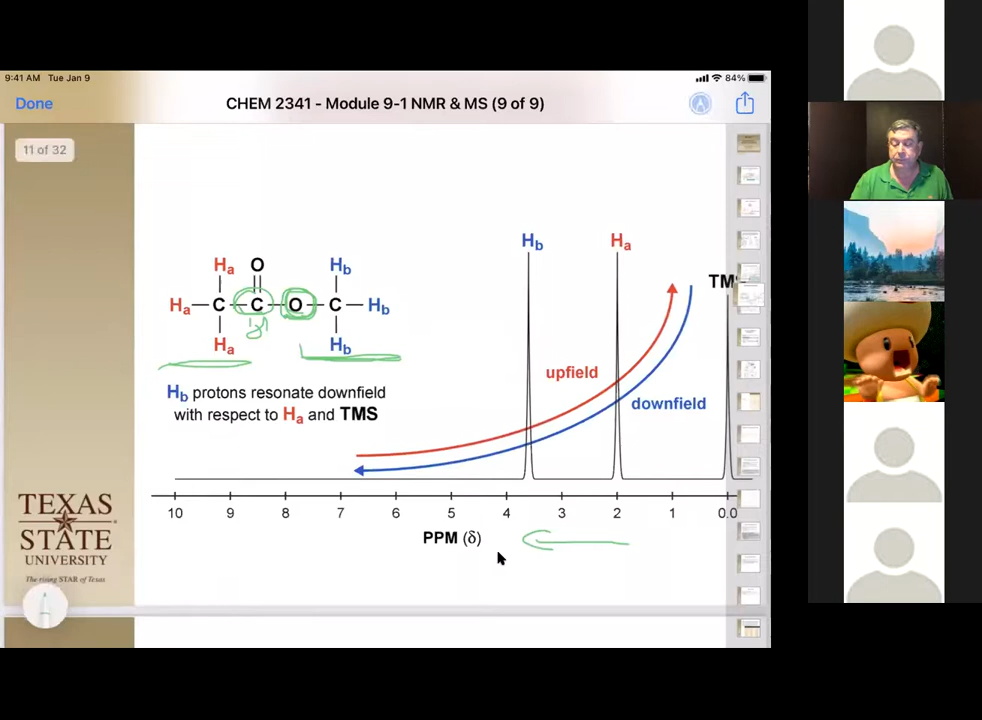 9:41 AM Tue Jan 9
84%
Done
CHEM 2341 - Module 9-1 NMR & MS (9 of 9)
11 of 32
Ha O Hb
Ha C C O C Hb
δ+
Ha Hb
Hb protons resonate downfield
with respect to Ha and TMS
Hb Ha
TM
upfield
downfield
10 9 8 7 6 5 4 3 2 1 0.0
PPM (δ)
TEXAS
STATE
UNIVERSITY
The rising STAR of Texas